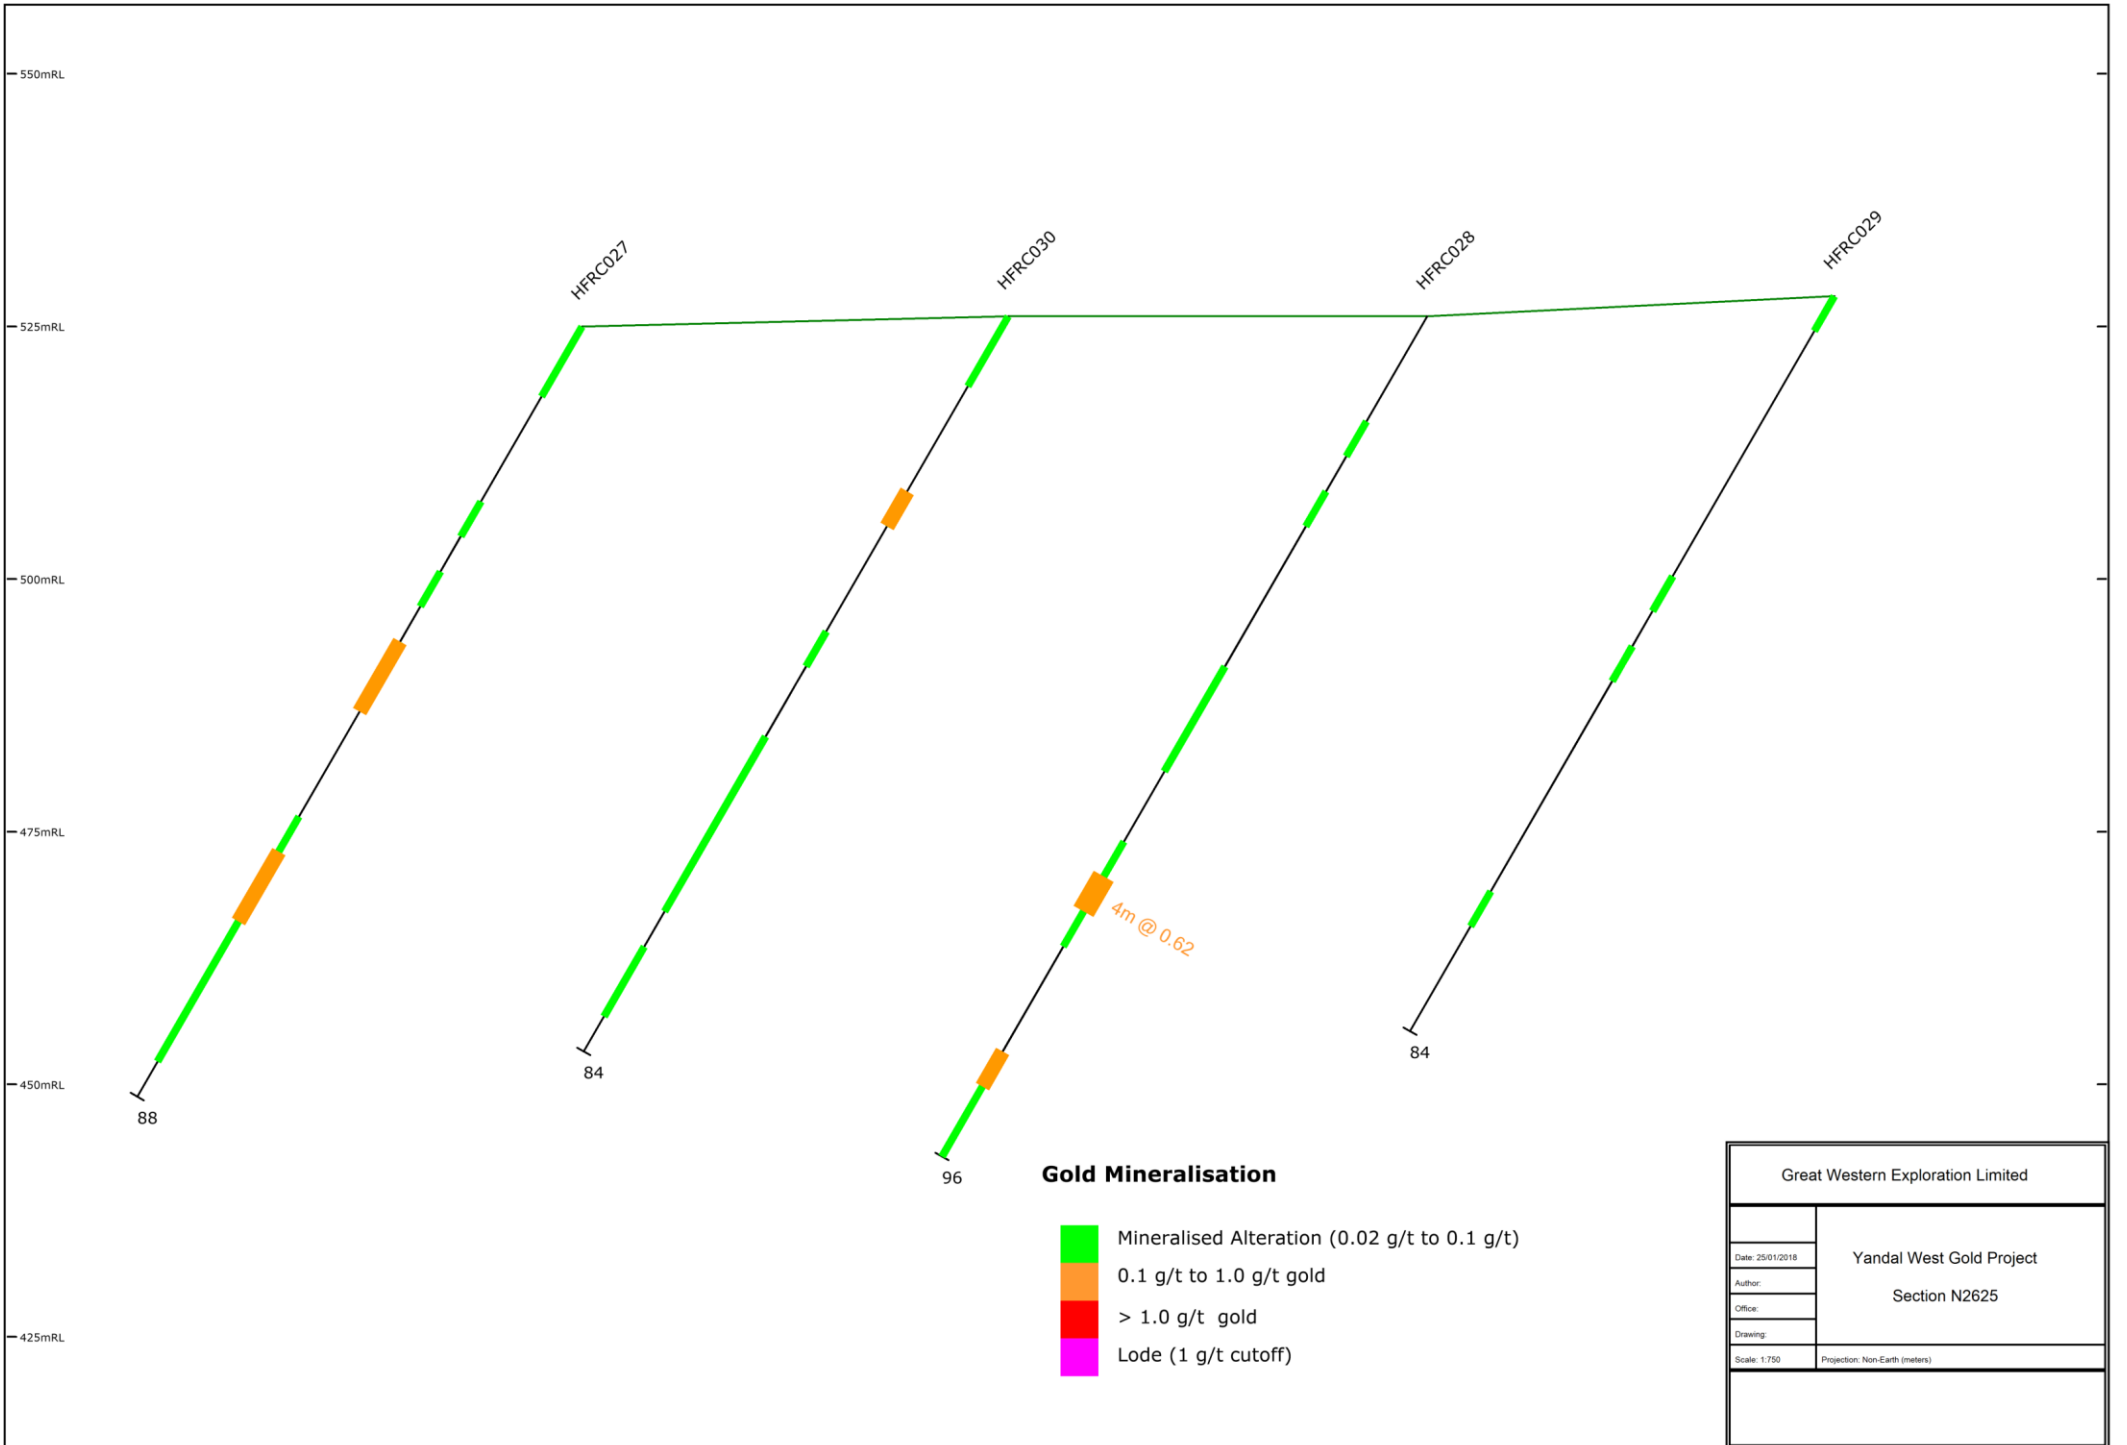 550mRL
525mRL
500mRL
475mRL
450mRL
425mRL
HFRC027
HFRC030
HFRC028
HFRC029
4m @ 0.62
88
84
96
84
Gold Mineralisation
Mineralised Alteration (0.02 g/t to 0.1 g/t)
0.1 g/t to 1.0 g/t gold
> 1.0 g/t  gold
Lode (1 g/t cutoff)
Great Western Exploration Limited
Date: 25/01/2018
Author:
Office:
Drawing:
Scale: 1:750
Yandal West Gold Project
Section N2625
Projection: Non-Earth (meters)